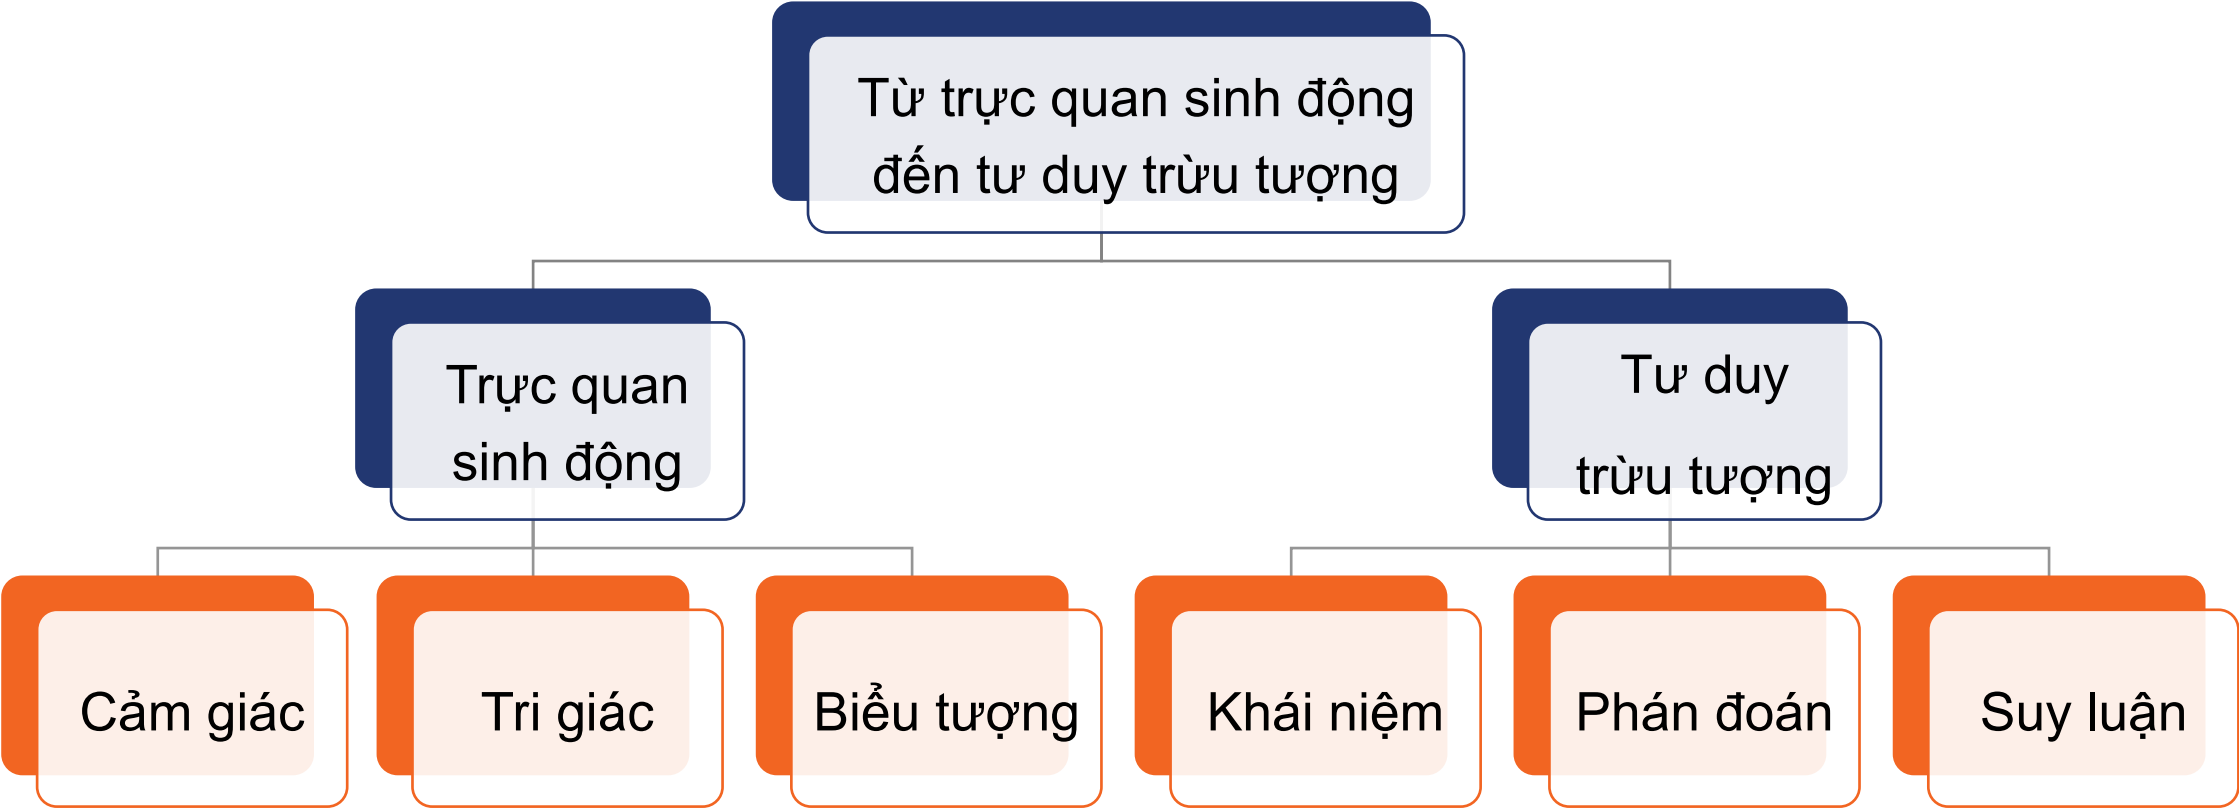 Từ trực quan sinh động
đến tư duy trừu tượng
Trực quan
sinh động
Tư duy
trừu tượng
Cảm giác
Tri giác
Biểu tượng
Khái niệm
Phán đoán
Suy luận